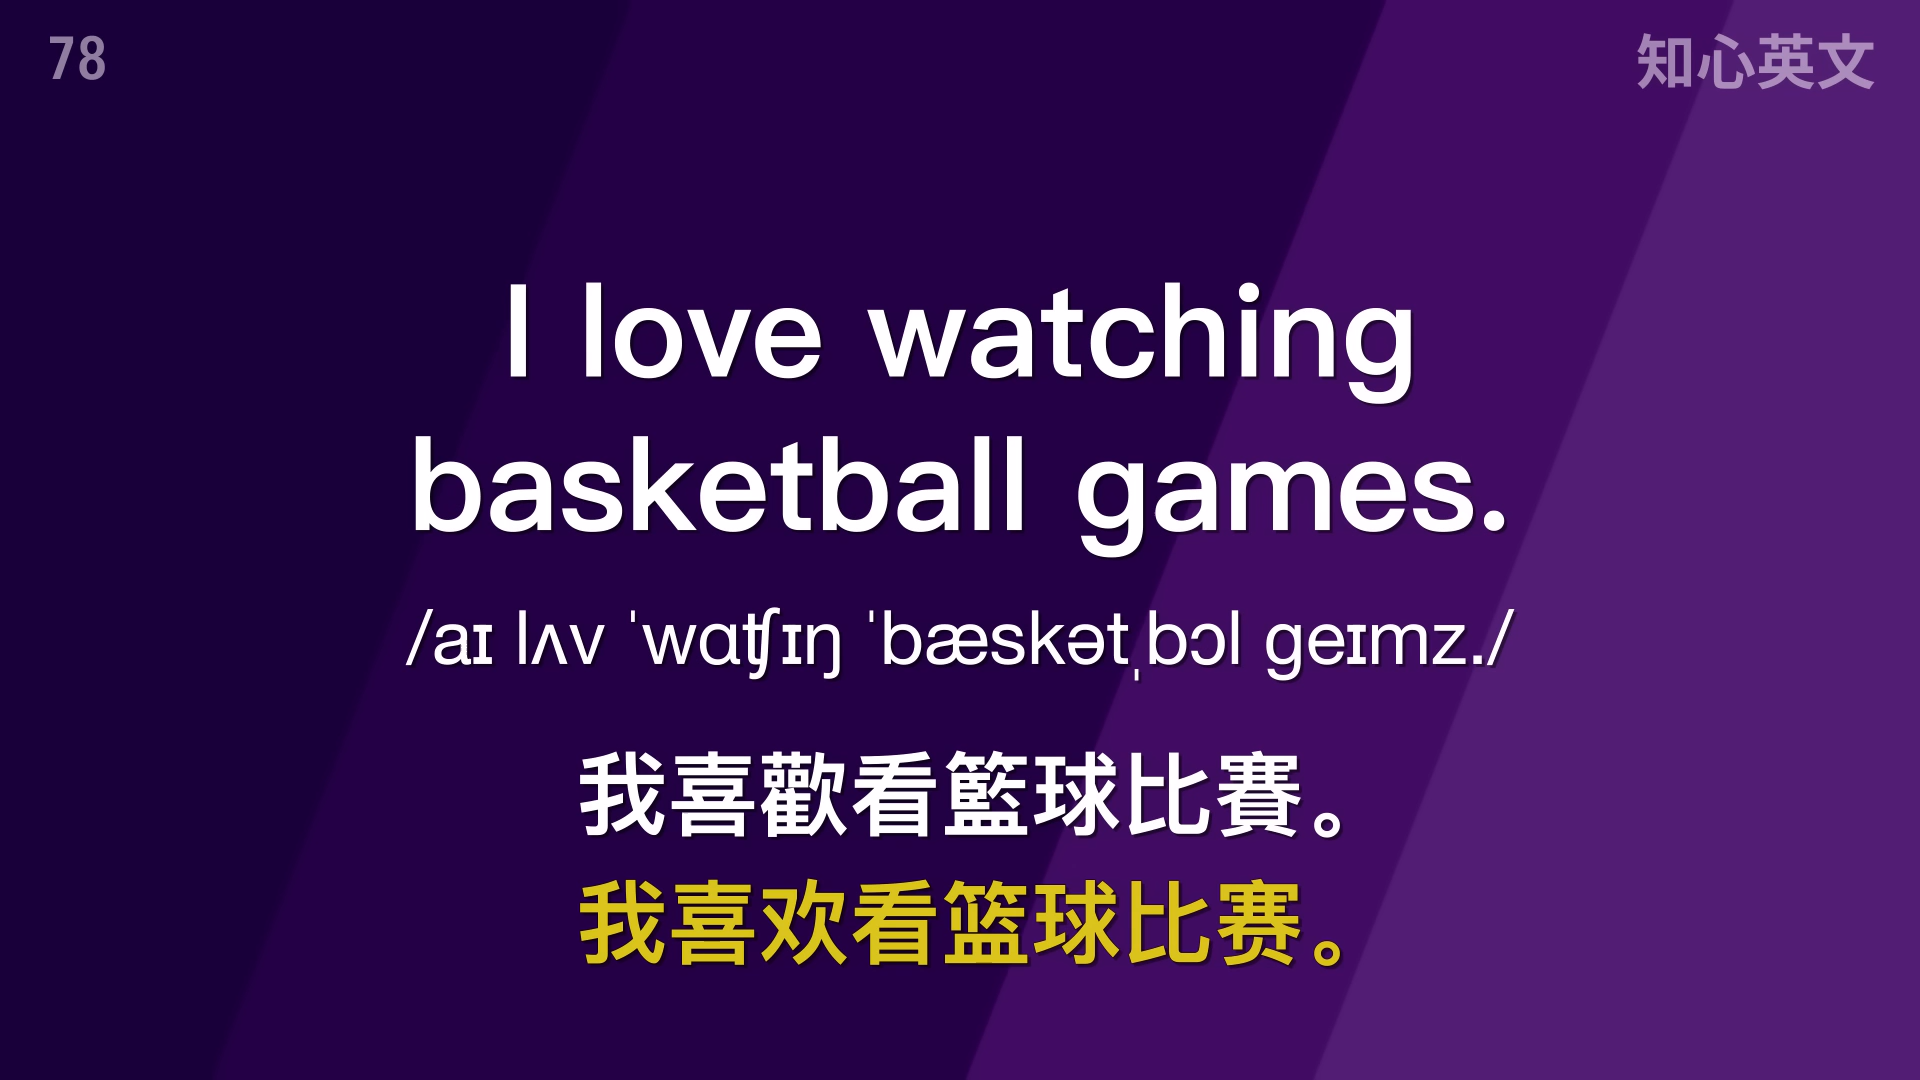 78
知心英文
I love watching
basketball games.
/aɪ lʌv ˈwɑʧɪŋ ˈbæskətˌbɔl geɪmz./
我喜歡看籃球比賽。
我喜欢看篮球比赛。